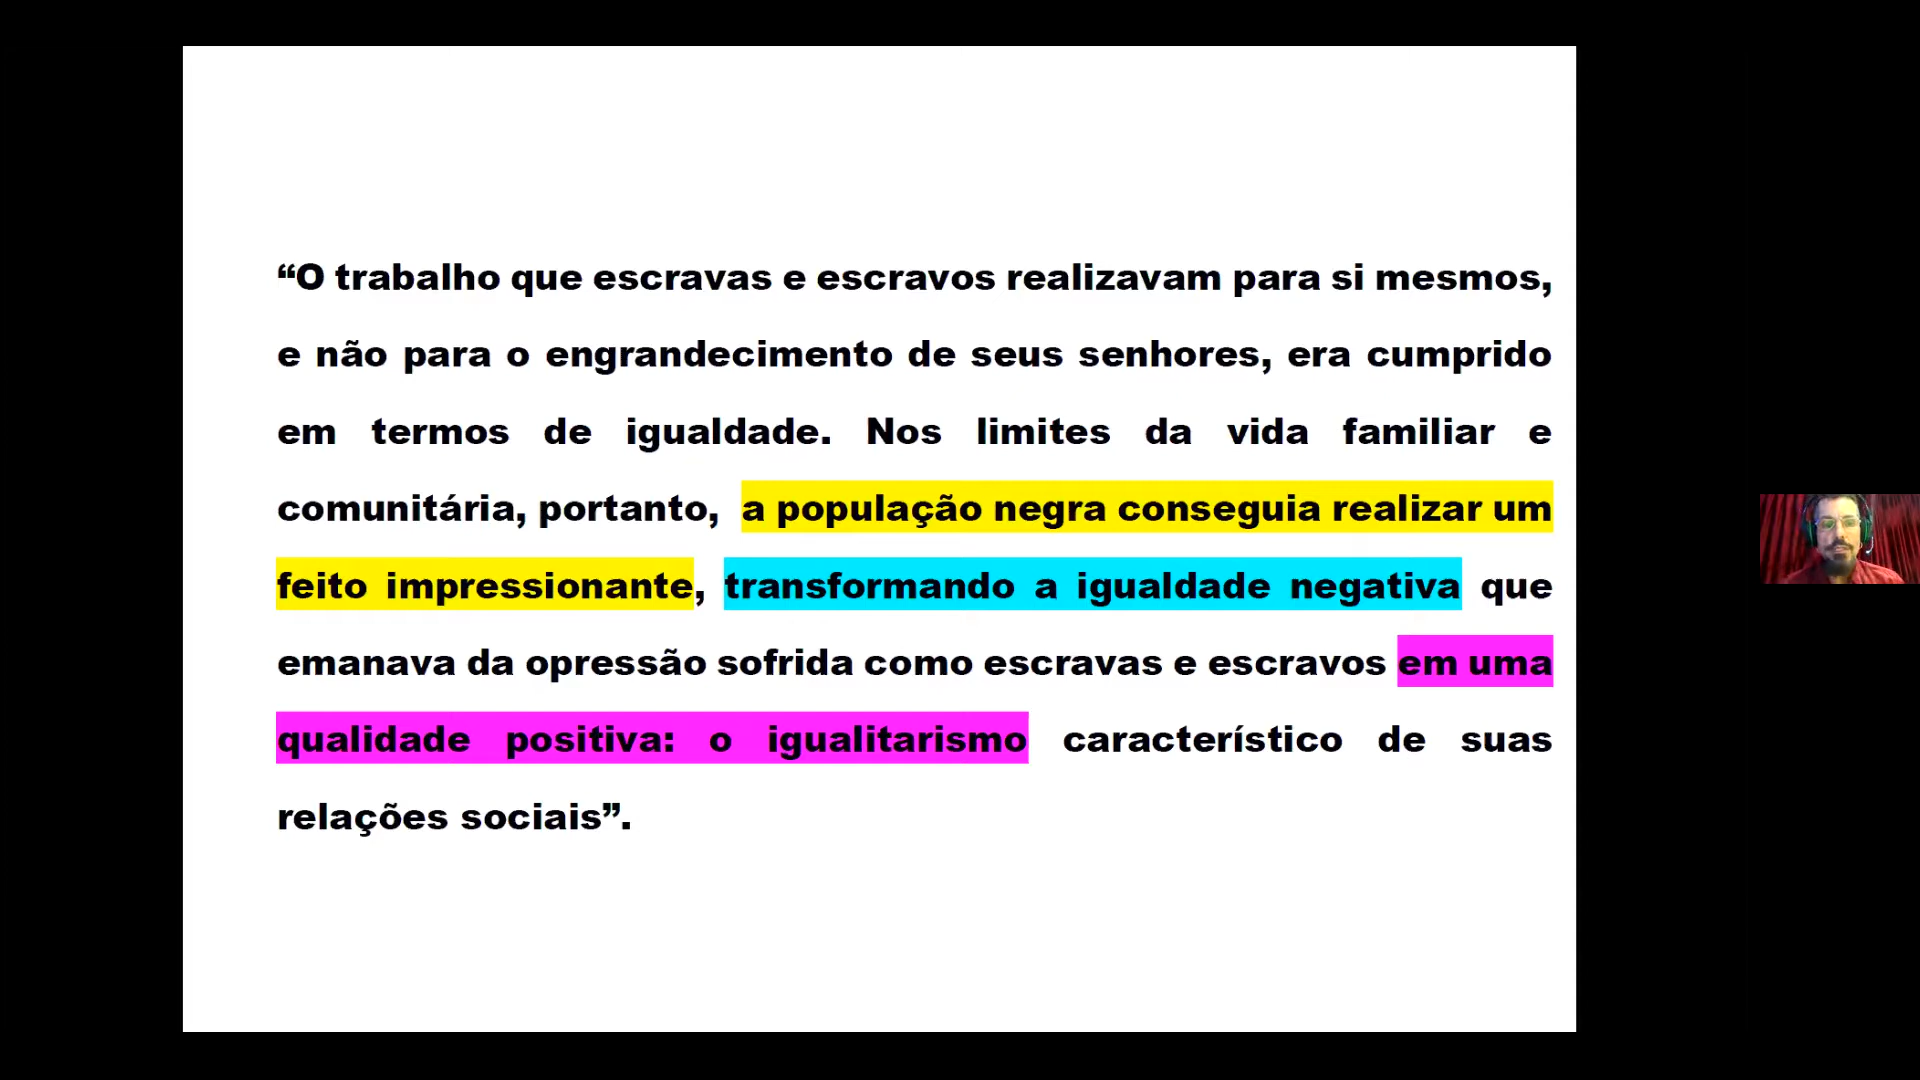 “O trabalho que escravas e escravos realizavam para si mesmos,
e não para o engrandecimento de seus senhores, era cumprido
em termos de igualdade. Nos limites da vida familiar e
comunitária, portanto, a população negra conseguia realizar um
feito impressionante, transformando a igualdade negativa que
emanava da opressão sofrida como escravas e escravos em uma
qualidade positiva: o igualitarismo característico de suas
relações sociais”.